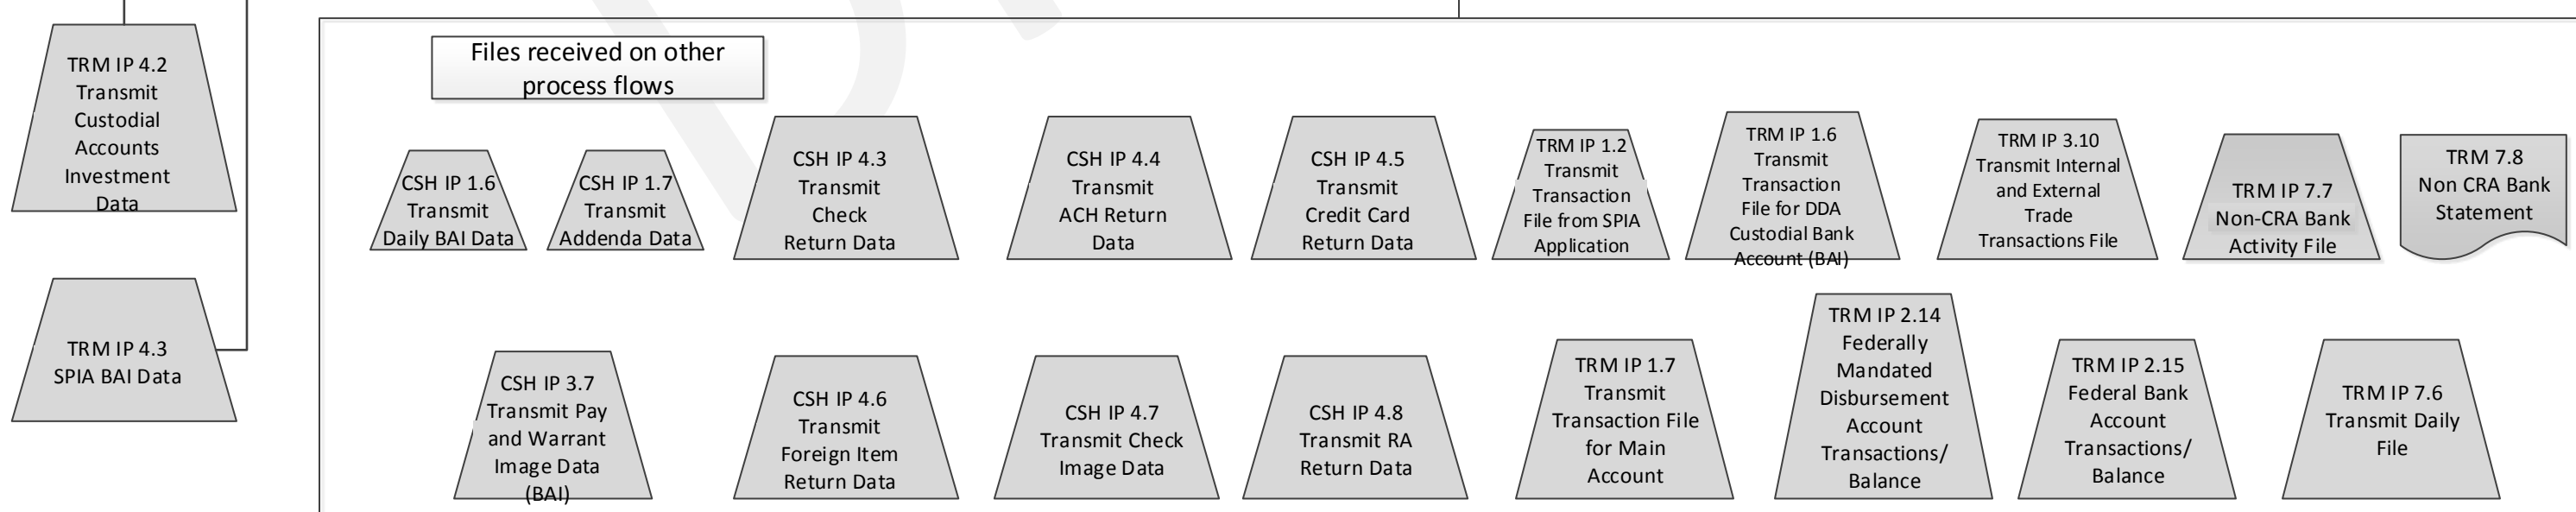 TRM IP 4.2
Transmit
Custodial
Accounts
Investment
Data
TRM IP 4.3
SPIA BAI Data
Files received on other
process flows
CSH IP 1.6
Transmit
Daily BAI Data
CSH IP 1.7
Transmit
Addenda Data
CSH IP 4.3
Transmit
Check
Return Data
CSH IP 4.4
Transmit
ACH Return
Data
CSH IP 4.5
Transmit
Credit Card
Return Data
TRM IP 1.2
Transmit
Transaction
File from SPIA
Application
TRM IP 1.6
Transmit
Transaction
File for DDA
Custodial Bank
Account (BAI)
TRM IP 3.10
Transmit Internal
and External
Trade
Transactions File
TRM IP 7.7
Non-CRA Bank
Activity File
TRM 7.8
Non CRA Bank
Statement
CSH IP 3.7
Transmit Pay
and Warrant
Image Data
(BAI)
CSH IP 4.6
Transmit
Foreign Item
Return Data
CSH IP 4.7
Transmit Check
Image Data
CSH IP 4.8
Transmit RA
Return Data
TRM IP 1.7
Transmit
Transaction File
for Main
Account
TRM IP 2.14
Federally
Mandated
Disbursement
Account
Transactions/
Balance
TRM IP 2.15
Federal Bank
Account
Transactions/
Balance
TRM IP 7.6
Transmit Daily
File